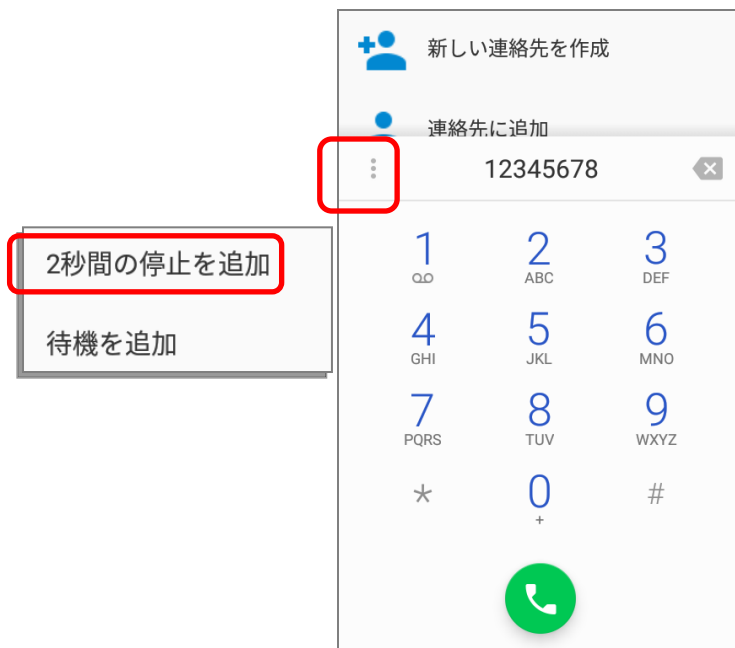 新しい連絡先を作成
連絡先に追加
12345678
2秒間の停止を追加
待機を追加
1 2 3
ABC DEF
4 5 6
GHI JKL MNO
7 8 9
PQRS TUV WXYZ
* 0 #
+